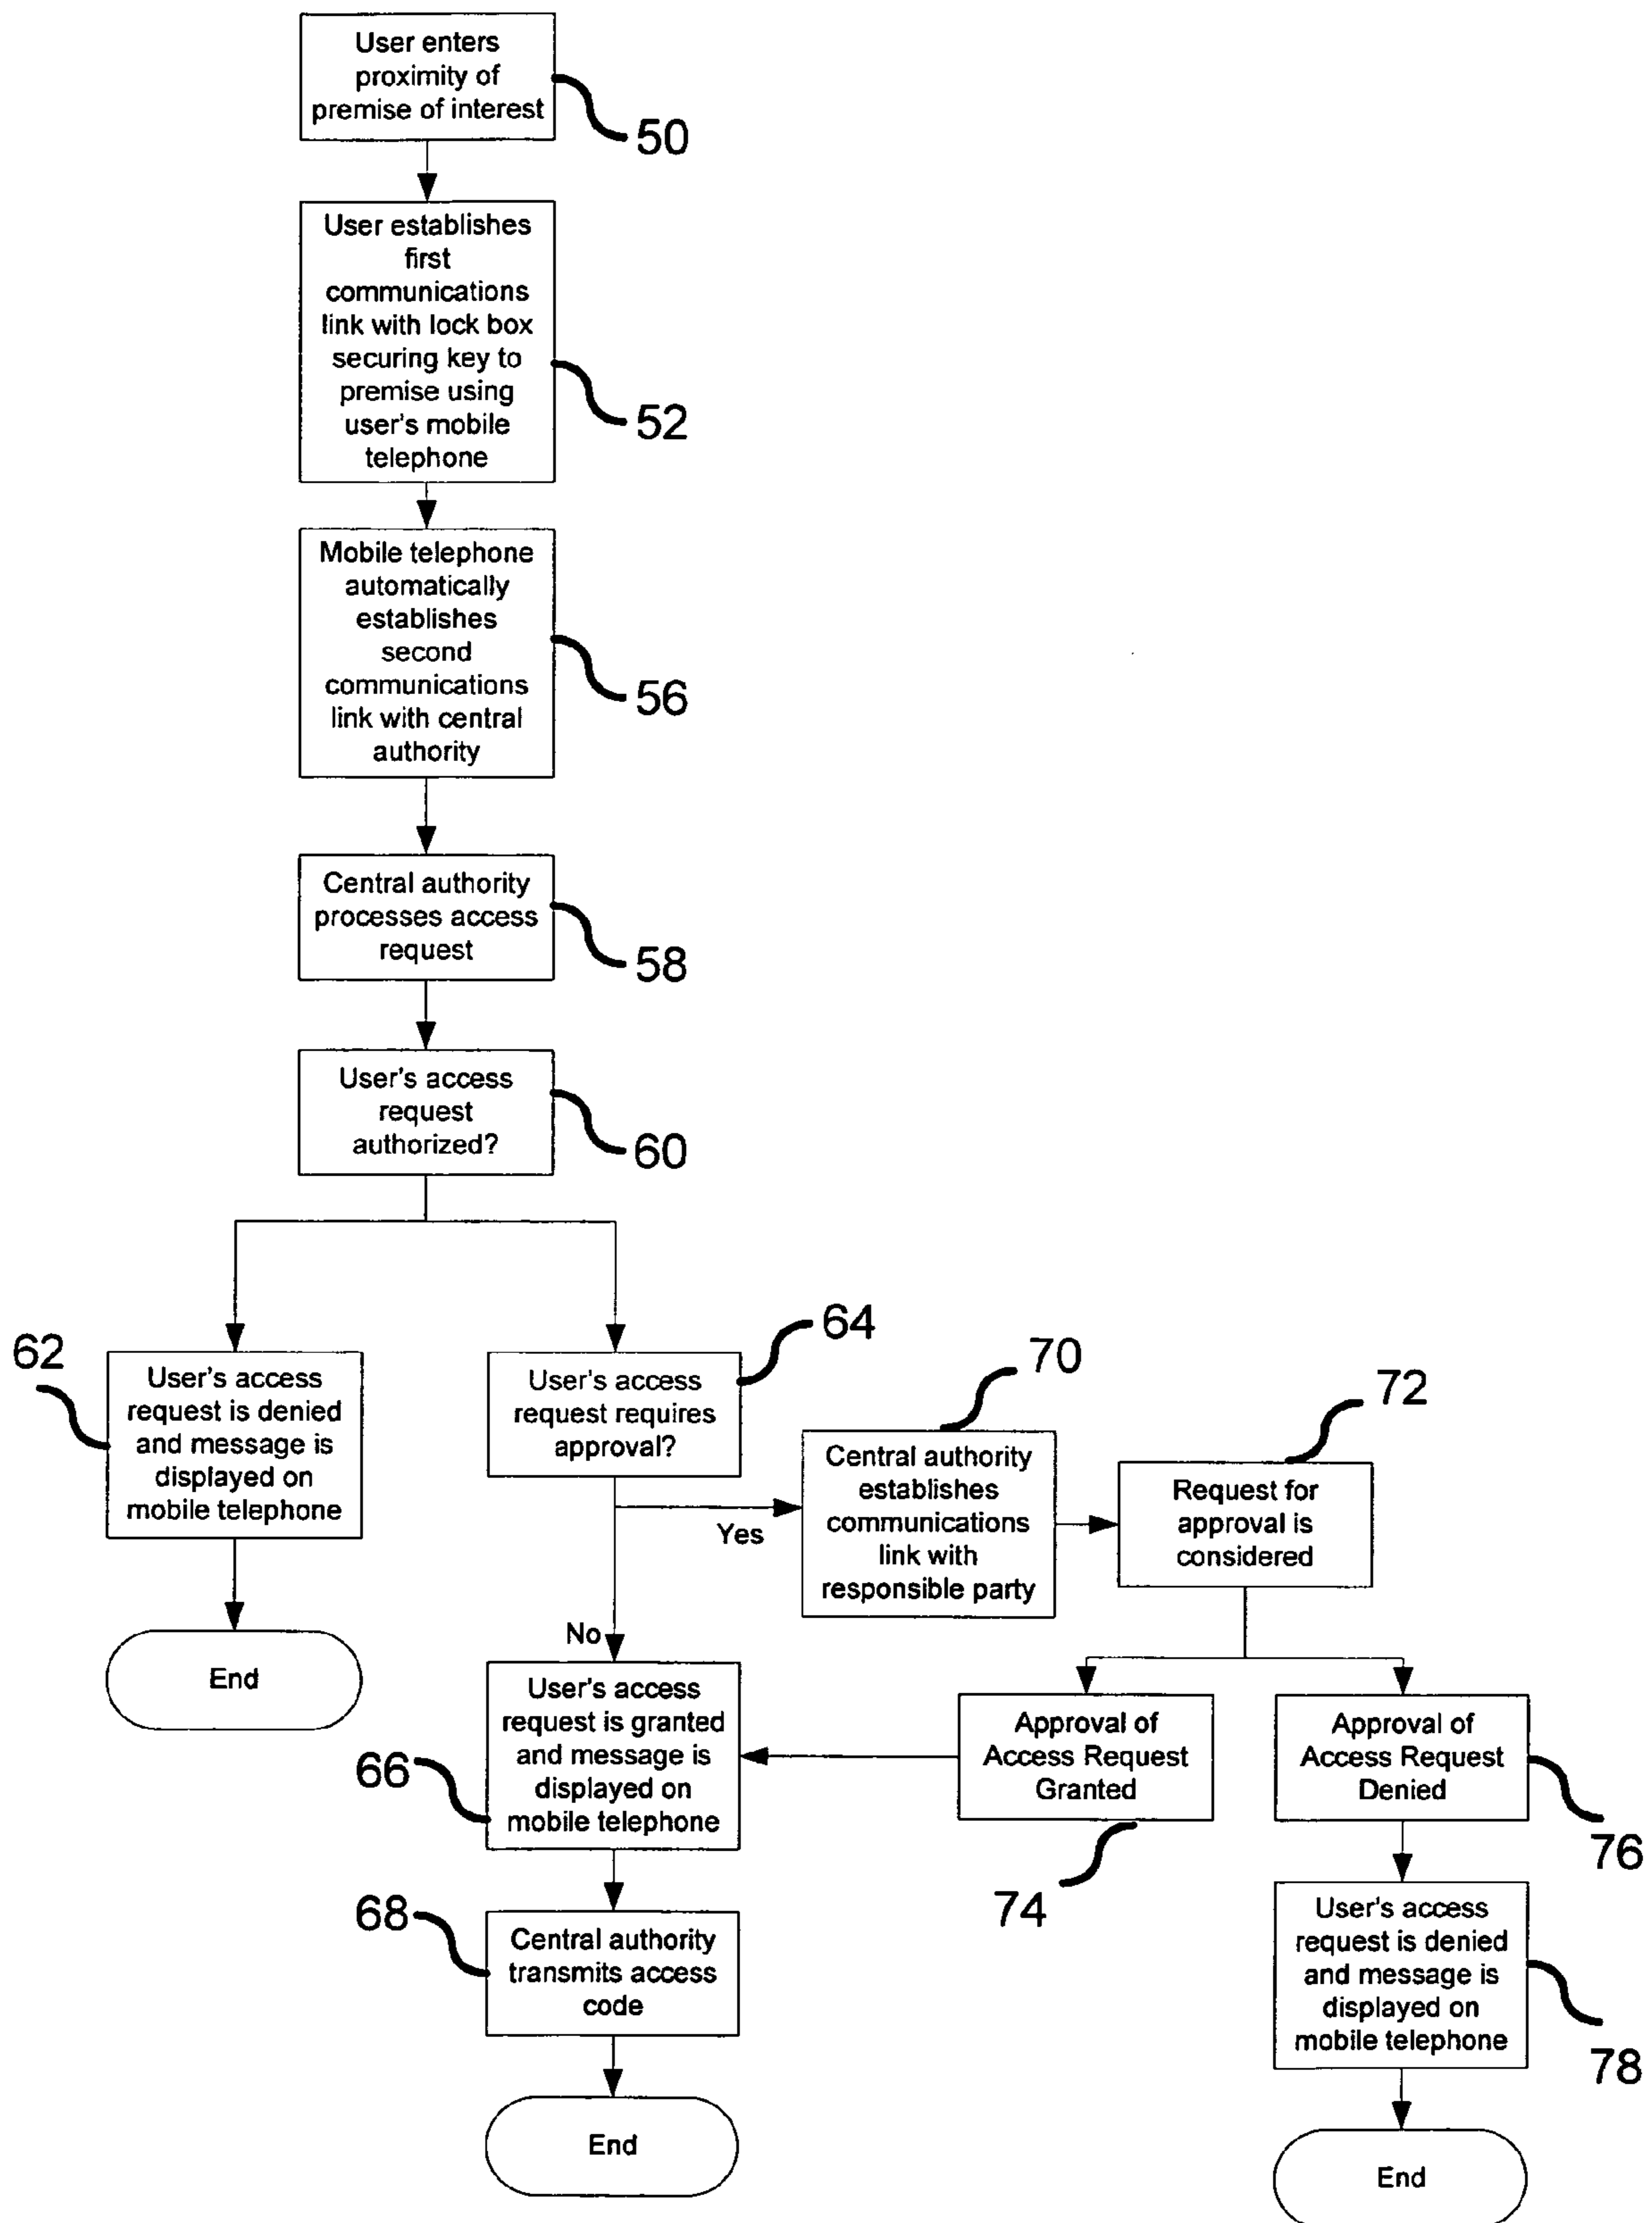 User enters
proximity of
premise of interest
50
User establishes
first
communications
link with lock box
securing key to
premise using
user's mobile
telephone
52
Mobile telephone
automatically
establishes
second
communications
link with central
authority
56
Central authority
processes access
request
58
User's access
request
authorized?
60
62
User's access
request is denied
and message is
displayed on
mobile telephone
End
64
User's access
request requires
approval?
Yes
No
70
Central authority
establishes
communications
link with
responsible party
72
Request for
approval is
considered
66
User's access
request is granted
and message is
displayed on
mobile telephone
Approval of
Access Request
Granted
74
Approval of
Access Request
Denied
76
68
Central authority
transmits access
code
End
User's access
request is denied
and message is
displayed on
mobile telephone
78
End